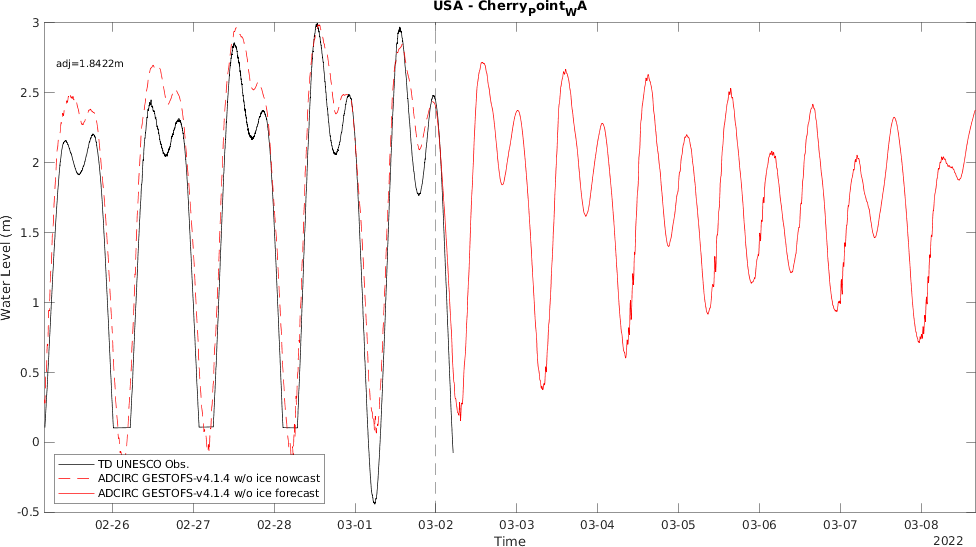 USA - CherryPointWA
adj=1.8422m
3
2.5
2
1.5
1
0.5
0
-0.5
Water Level (m)
TD UNESCO Obs.
ADCIRC GESTOFS-v4.1.4 w/o ice nowcast
ADCIRC GESTOFS-v4.1.4 w/o ice forecast
02-26 02-27 02-28 03-01 03-02 03-03 03-04 03-05 03-06 03-07 03-08
Time
2022